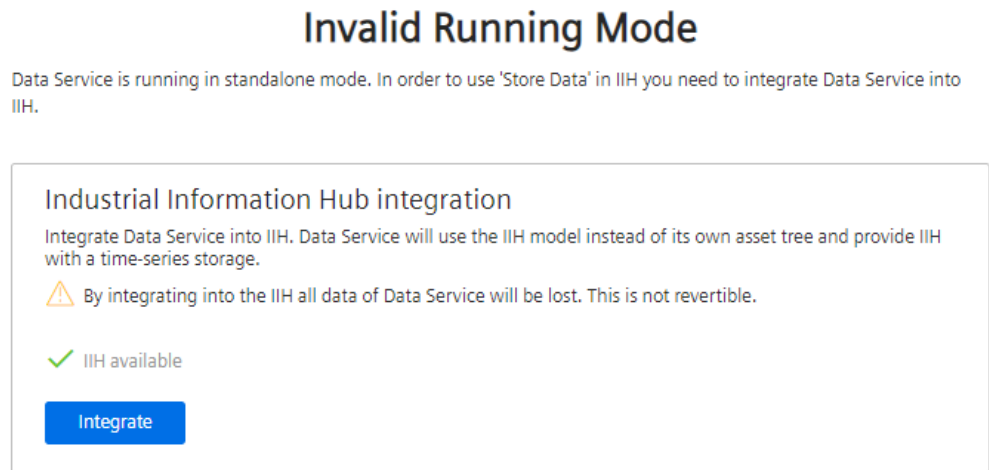 Invalid Running Mode
Data Service is running in standalone mode. In order to use 'Store Data' in IIH you need to integrate Data Service into
IIH.
Industrial Information Hub integration
Integrate Data Service into IIH. Data Service will use the IIH model instead of its own asset tree and provide IIH
with a time-series storage.
By integrating into the IIH all data of Data Service will be lost. This is not revertible.
IIH available
Integrate